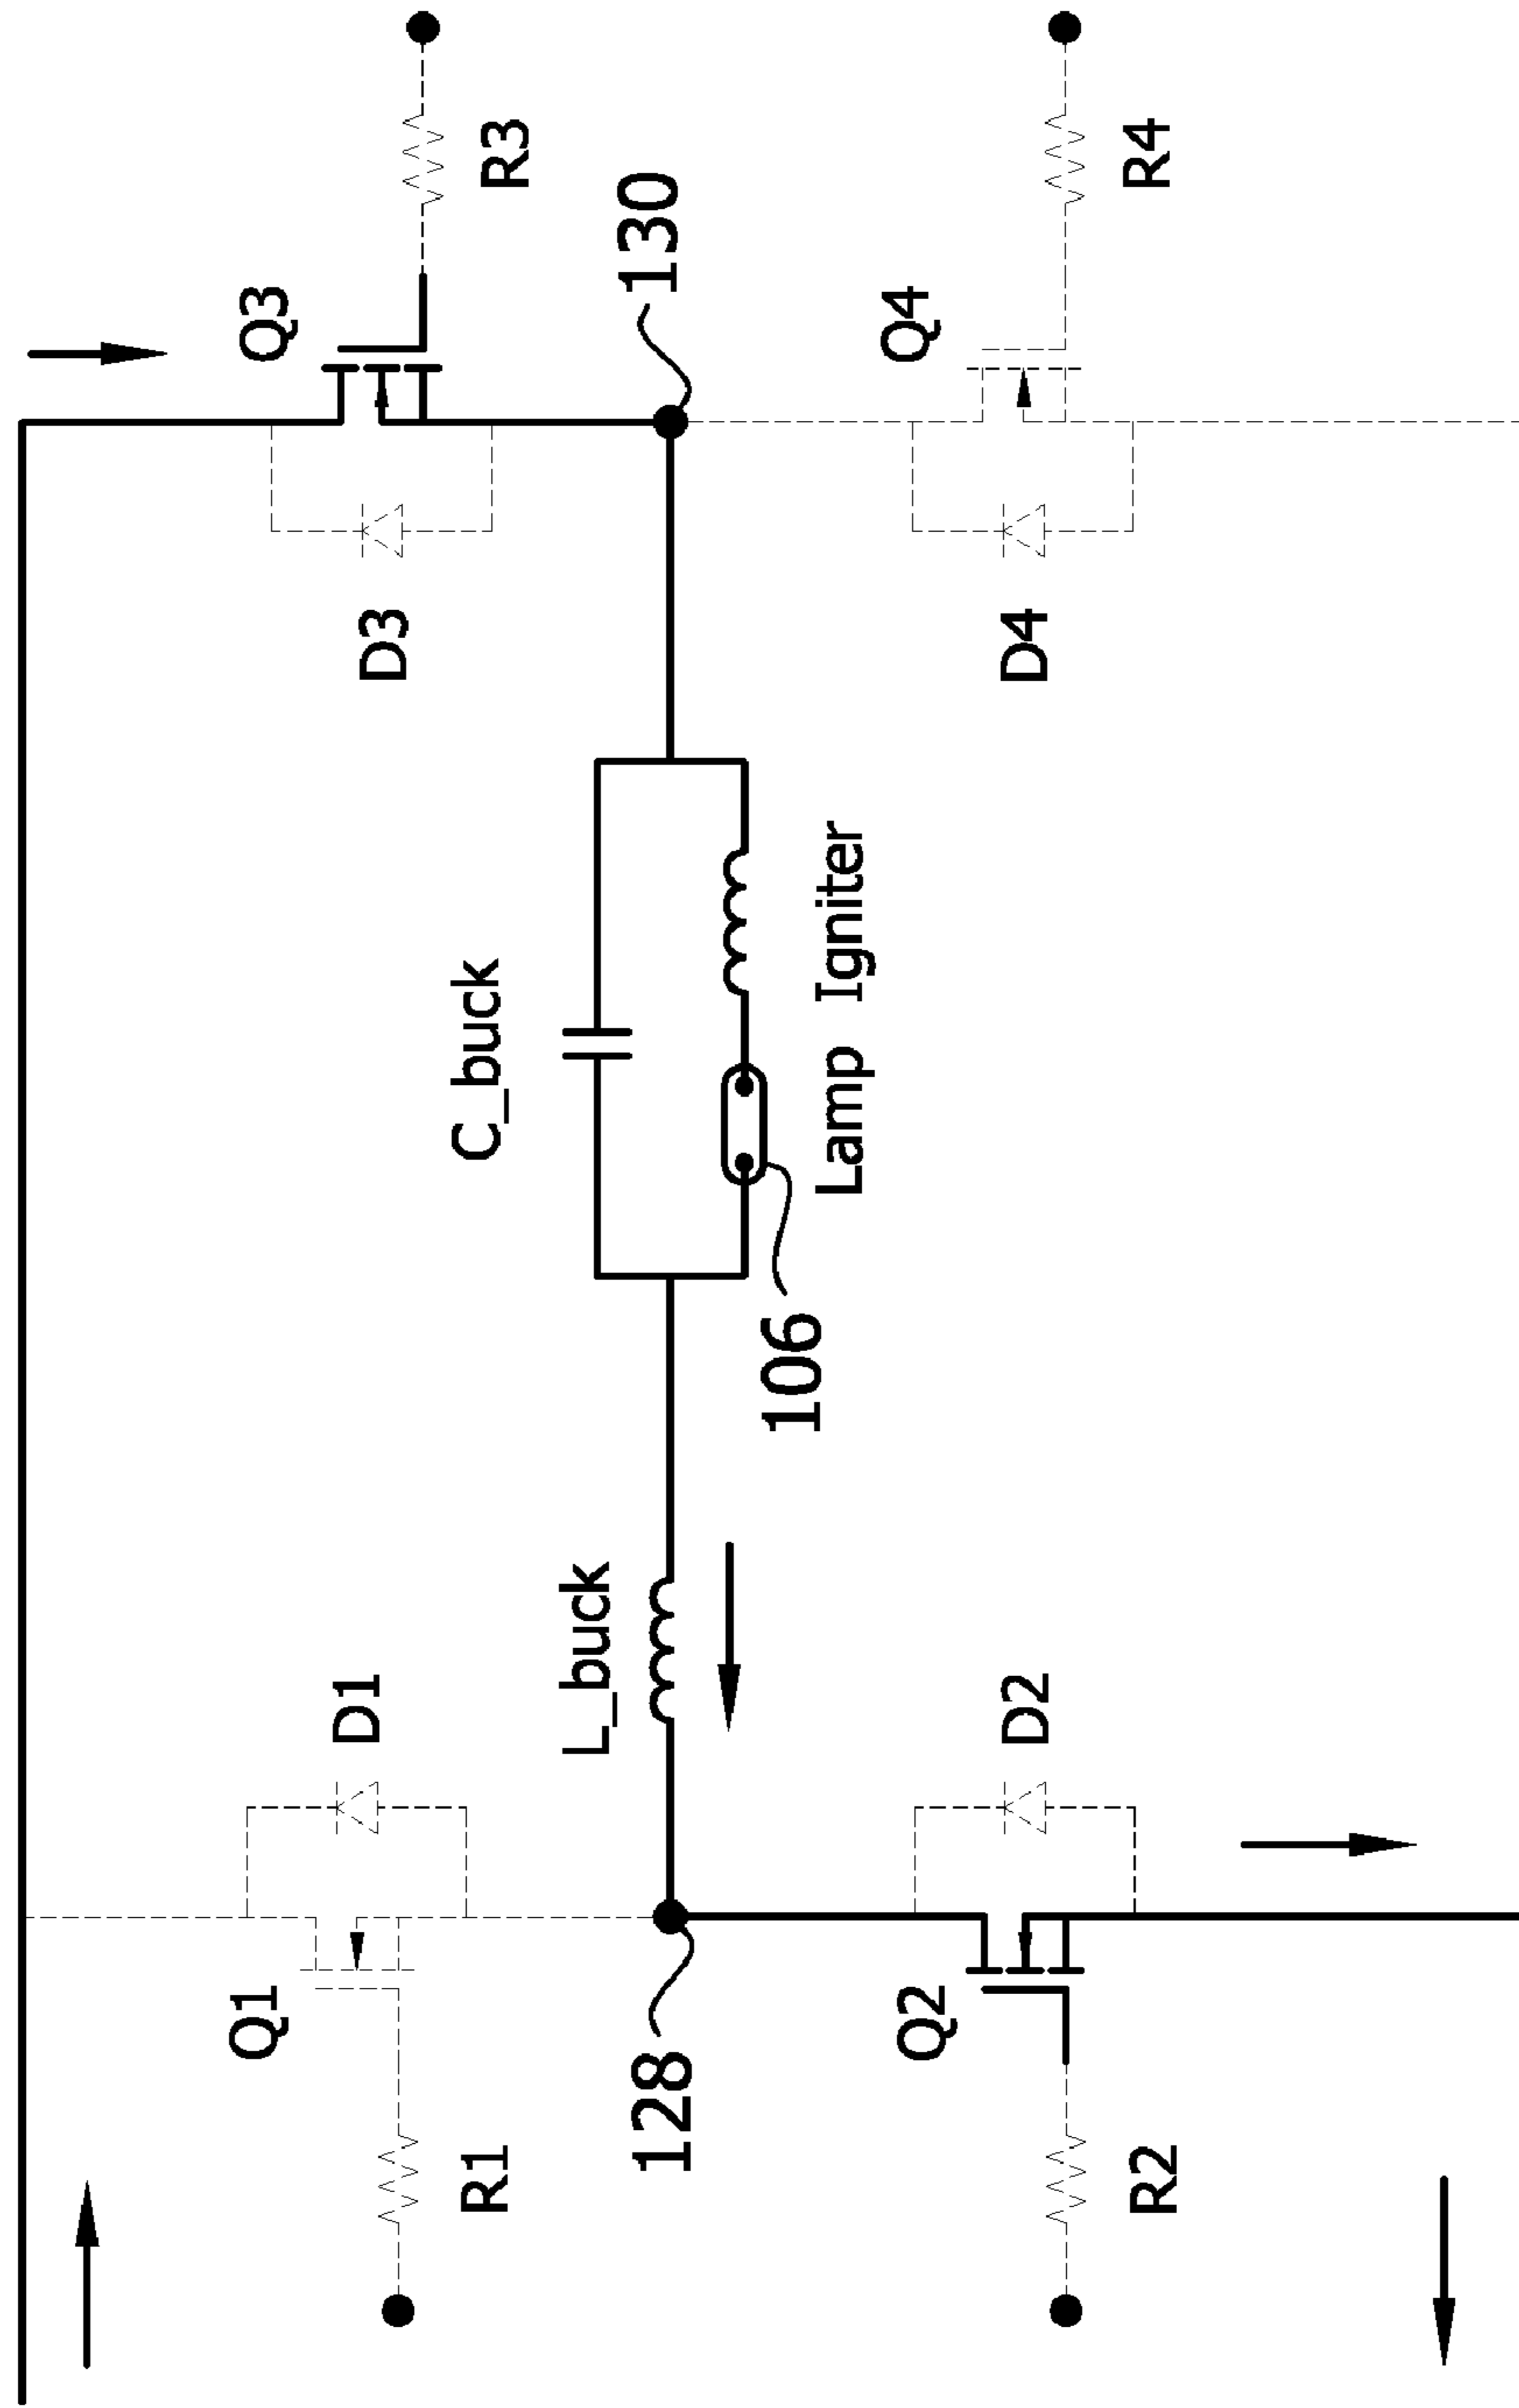 Q1
D1
R1
128
L_buck
C_buck
Lamp Igniter
106
D3
Q3
R3
130
Q2
D2
R2
D4
Q4
R4